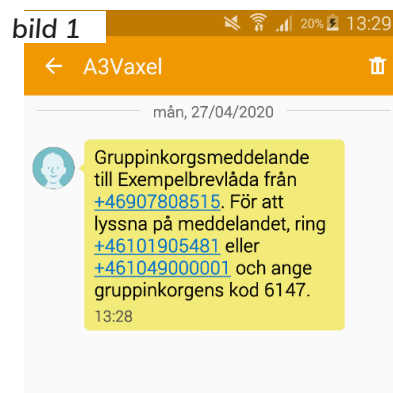 bild 1
20% 13:29
A3Vaxel
mån, 27/04/2020
Gruppinkorgsmeddelande
till Exempelbrevlåda från
+46907808515. För att
lyssna på meddelandet, ring
+46101905481 eller
+461049000001 och ange
gruppinkorgens kod 6147.
13:28